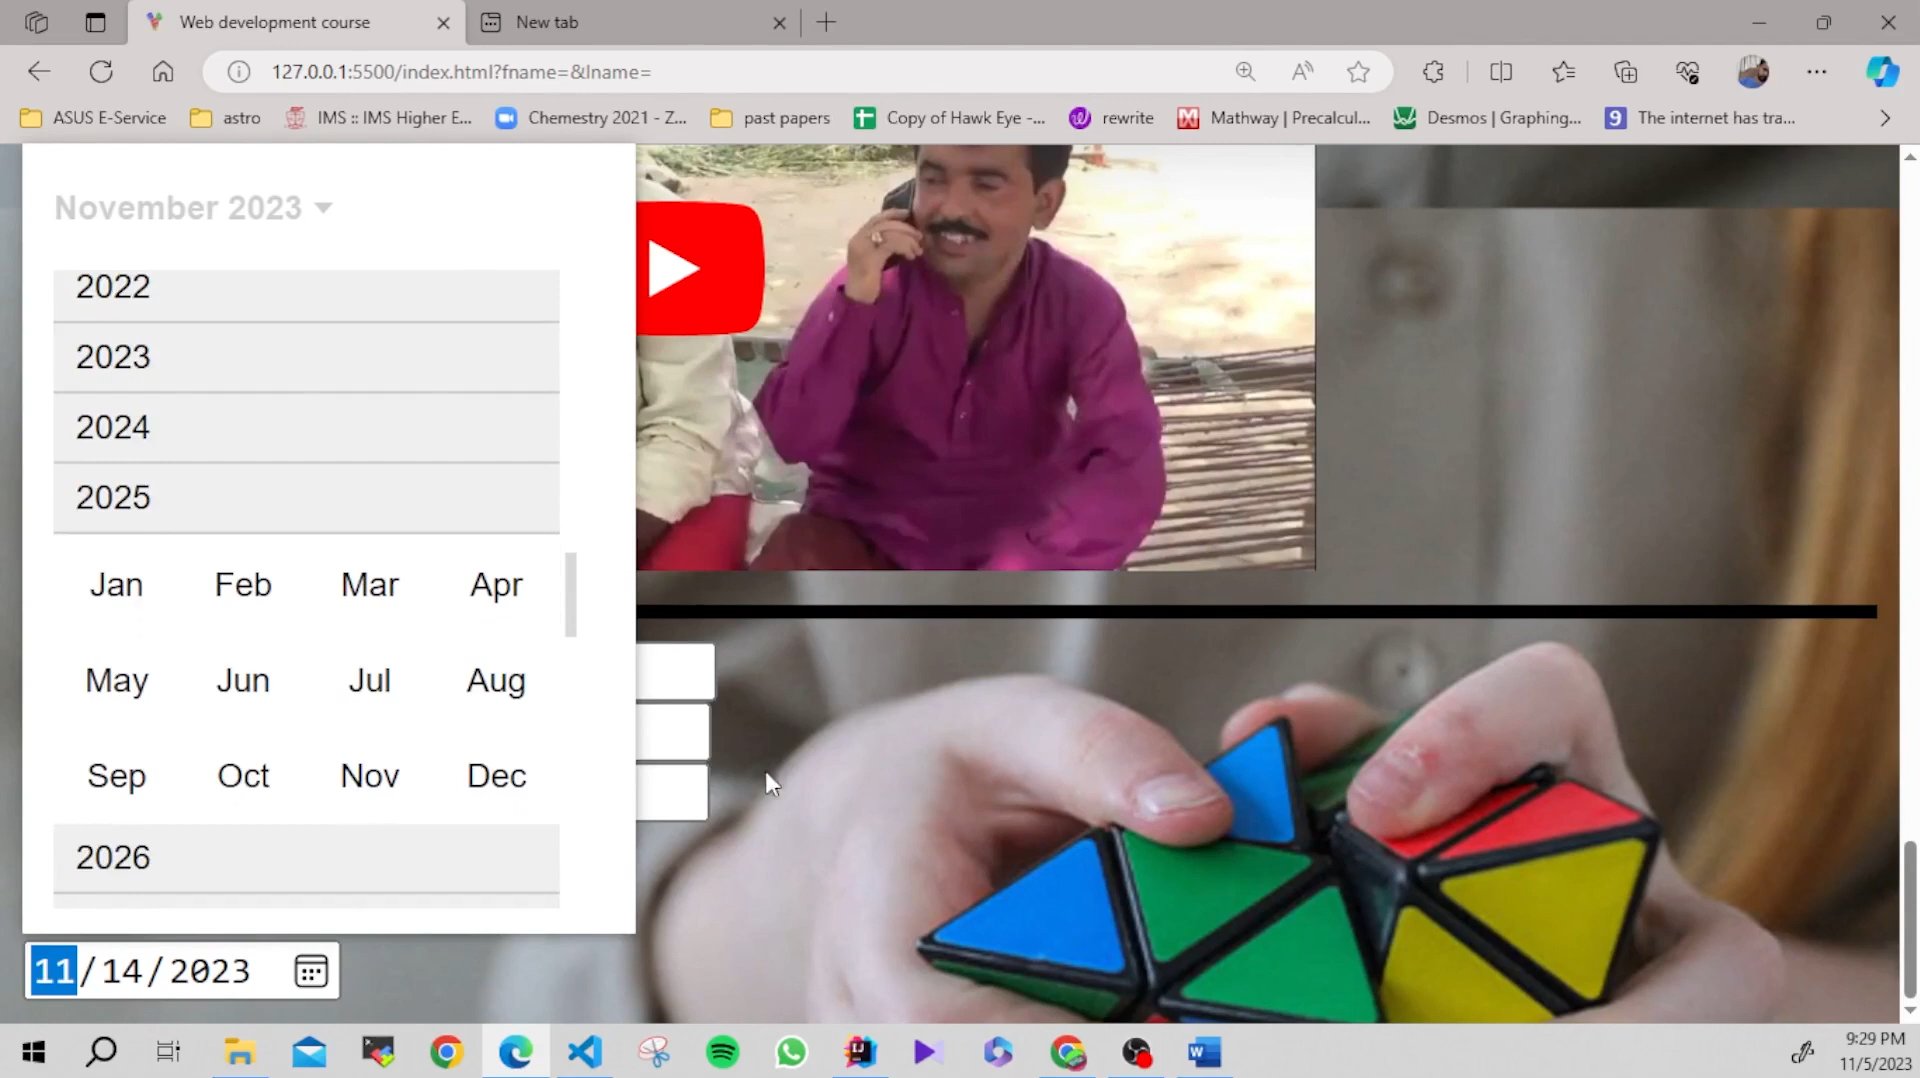 Web development course
New tab
127.0.0.1:5500/index.html?fname=&lname=
ASUS E-Service
astro
IMS :: IMS Higher E...
Chemestry 2021 - Z...
past papers
Copy of Hawk Eye -...
rewrite
Mathway | Precalcul...
Desmos | Graphing...
The internet has tra...
November 2023
2022
2023
2024
2025
Jan Feb Mar Apr
May Jun Jul Aug
Sep Oct Nov Dec
2026
11/14/2023
9:29 PM
11/5/2023